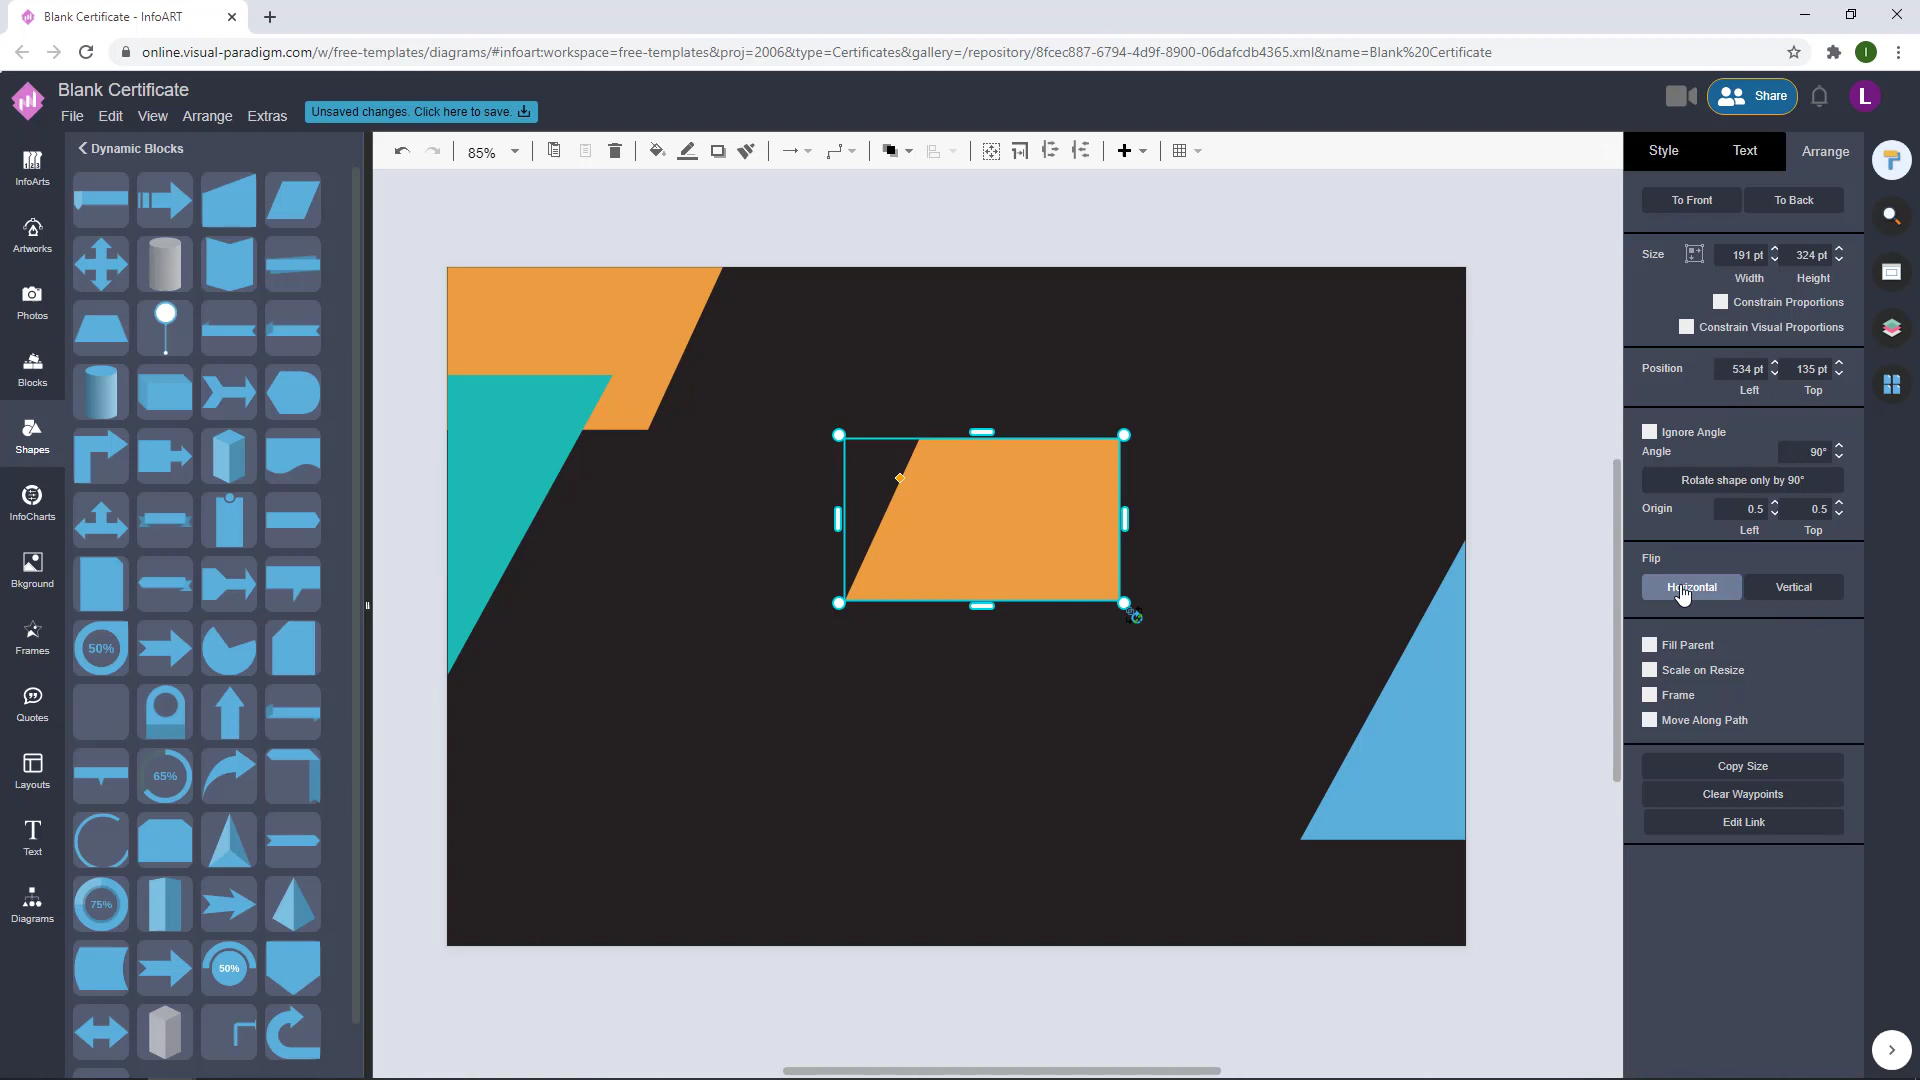 Blank Certificate - InfoART
online.visual-paradigm.com/w/free-templates/diagrams/#infoart:workspace=free-templates&proj=2006&type=Certificates&gallery=/repository/8fcec887-6794-4d9f-8900-06dafcdb4365.xml&name=Blank%20Certificate
I
Blank Certificate
File Edit View Arrange Extras
Unsaved changes. Click here to save.
Share
L
InfoArts
Artworks
Photos
Blocks
Shapes
InfoCharts
Bkground
Frames
Quotes
Layouts
Text
Diagrams
Dynamic Blocks
50%
65%
75%
50%
85%
Style Text Arrange
To Front To Back
Size 191 pt 324 pt
Width Height
Constrain Proportions
Constrain Visual Proportions
Position 534 pt 135 pt
Left Top
Ignore Angle
Angle 90°
Rotate shape only by 90°
Origin 0.5 0.5
Left Top
Flip
Horizontal Vertical
Fill Parent
Scale on Resize
Frame
Move Along Path
Copy Size
Clear Waypoints
Edit Link